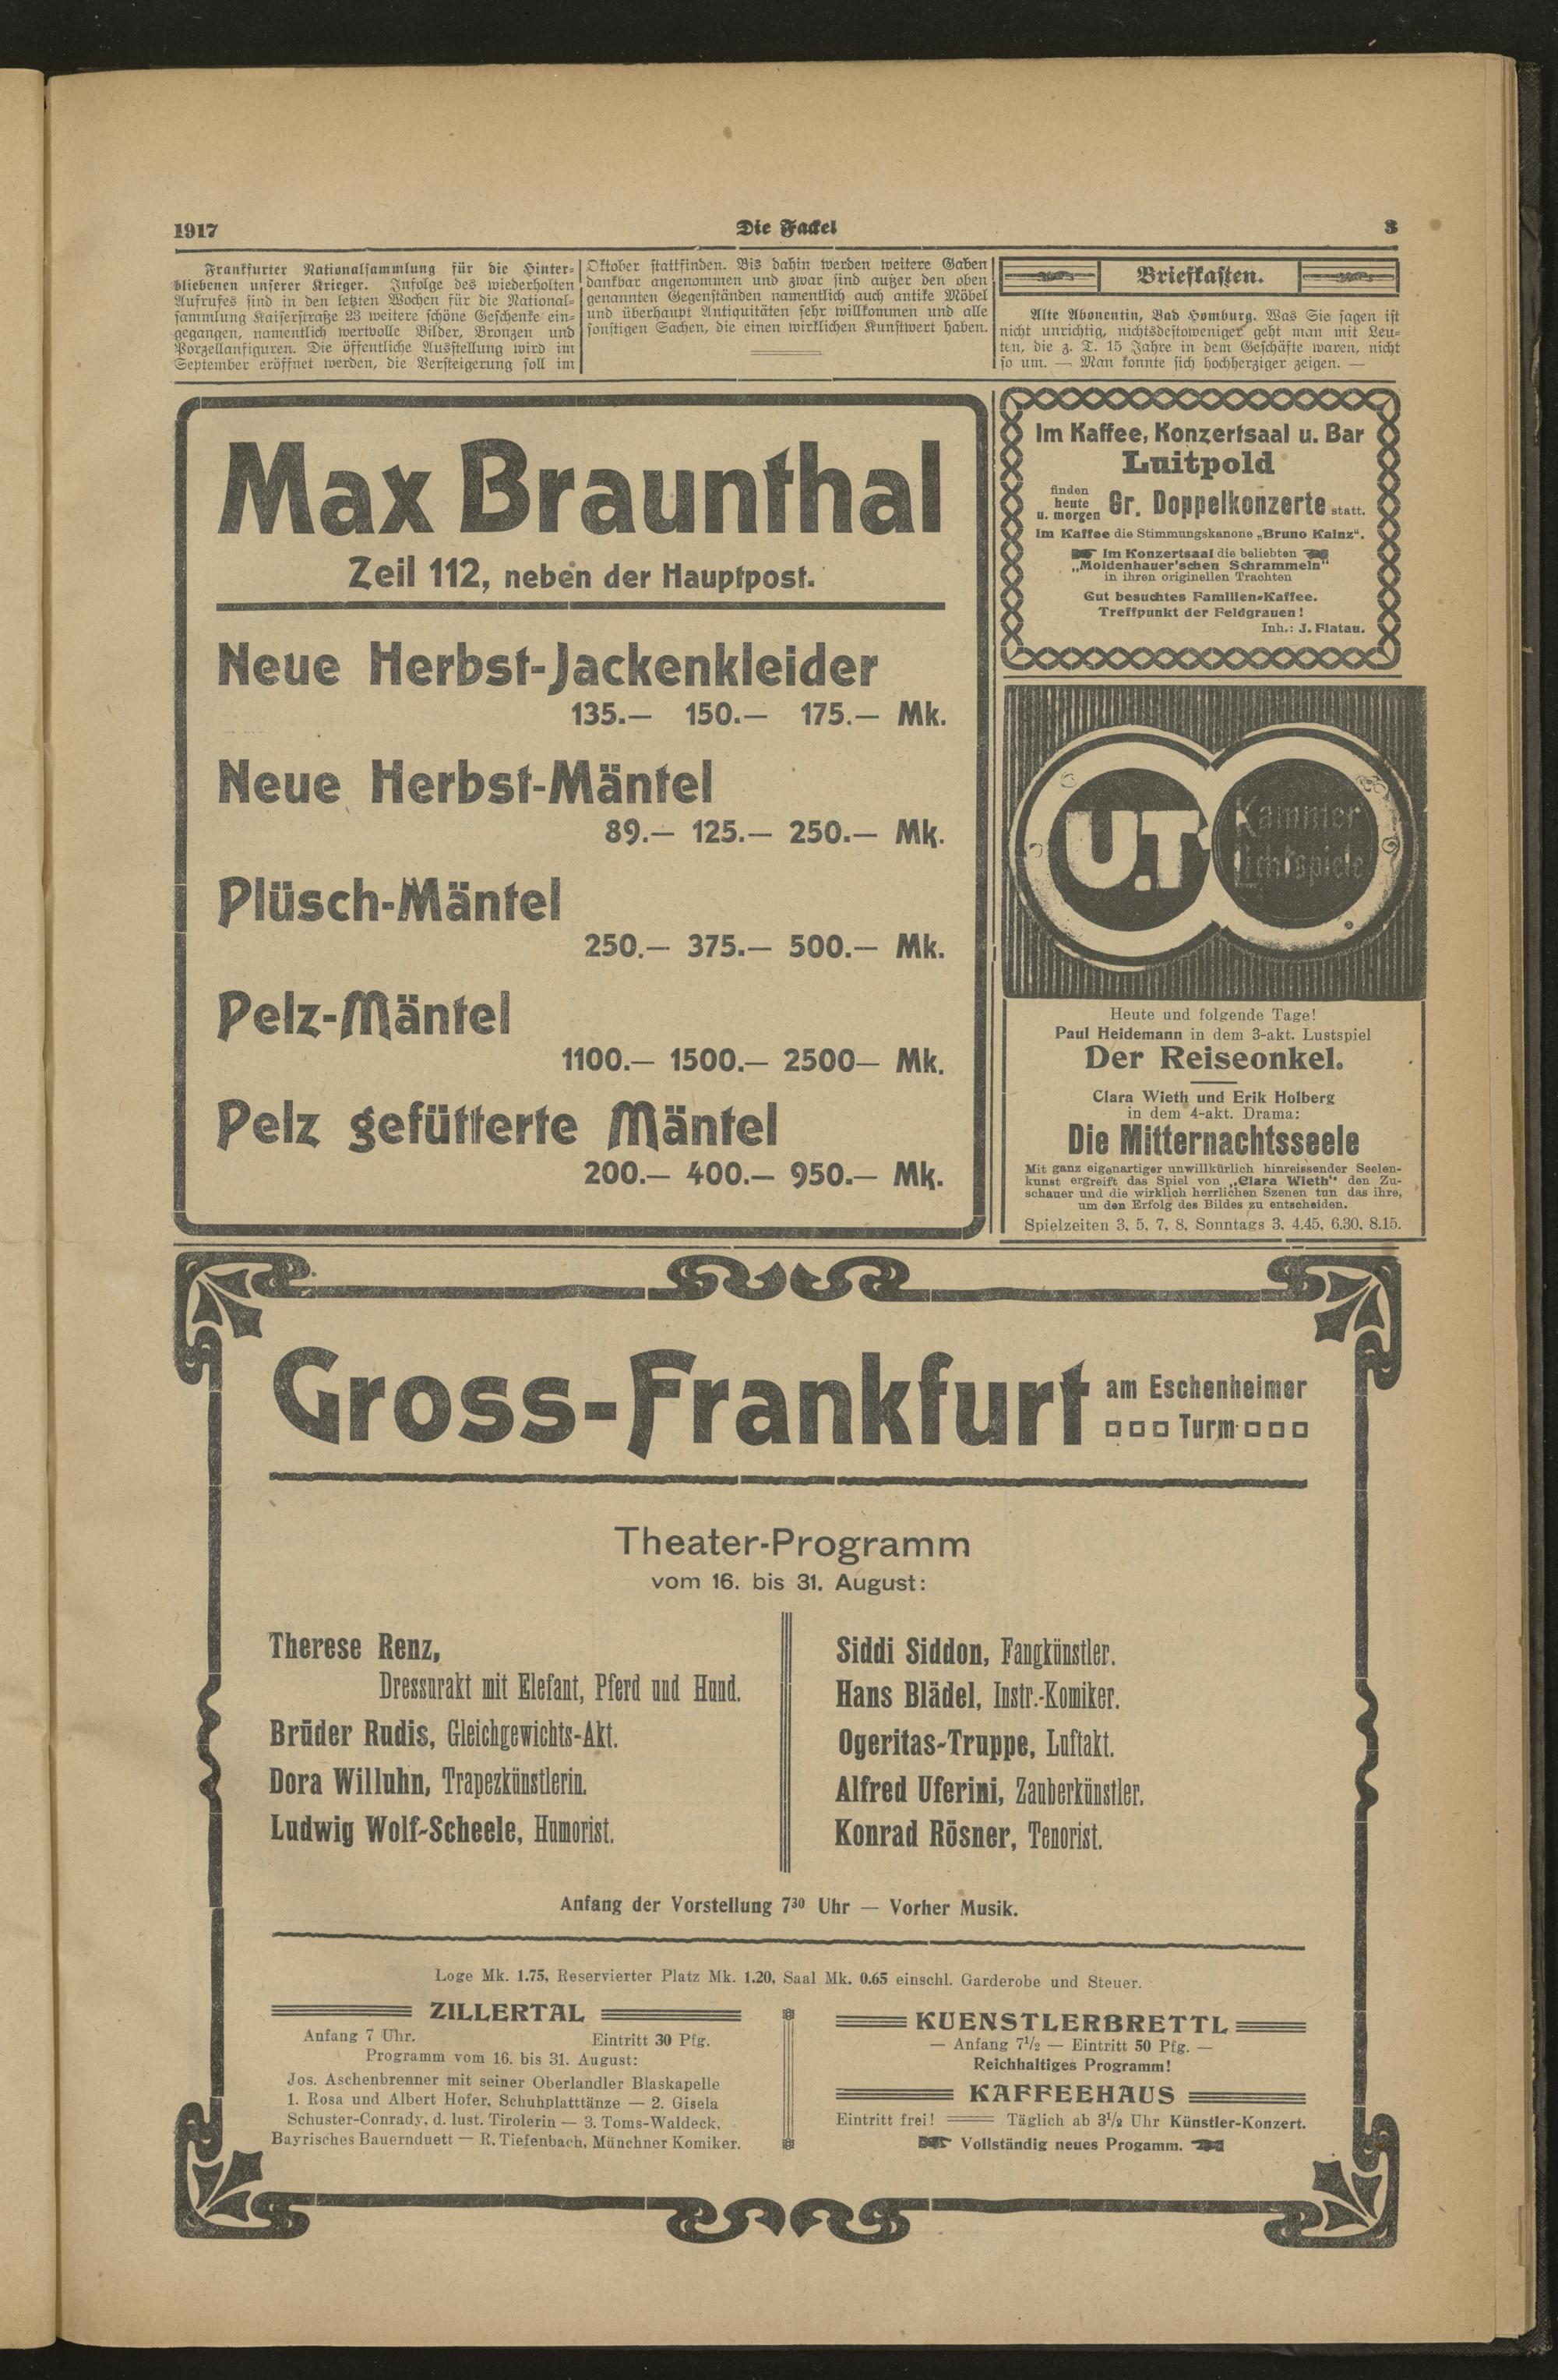 1917
Die Fackel
3
Frankfurter Nationalsammlung für die Hinter-
bliebenen unserer Krieger. Infolge des wiederholten
Aufrufes sind in den letzten Wochen für die National-
sammlung Kaiserstraße 23 weitere schöne Geschenke ein-
gegangen, namentlich wertvolle Bilder, Bronzen und
Porzellanfiguren. Die öffentliche Ausstellung wird im
September eröffnet werden, die Versteigerung soll im
Oktober stattfinden. Bis dahin werden weitere Gaben
dankbar angenommen und zwar sind außer den oben
genannten Gegenständen namentlich auch antike Möbel
und überhaupt Antiquitäten sehr willkommen und alle
sonstigen Sachen, die einen wirklichen Kunstwert haben.
Briefkasten.
Alte Abonentin, Bad Homburg. Was Sie sagen ist
nicht unrichtig, nichtsdestoweniger geht man mit Leu-
ten, die z. T. 15 Jahre in dem Geschäfte waren, nicht
so um. — Man konnte sich hochherziger zeigen. —
Max Braunthal
Zeil 112, neben der Hauptpost.
Neue Herbst-Jackenkleider
135.— 150.— 175.— Mk.
Neue Herbst-Mäntel
89.— 125.— 250.— Mk.
Plüsch-Mäntel
250.— 375.— 500.— Mk.
Pelz-Mäntel
1100.— 1500.— 2500— Mk.
Pelz gefütterte Mäntel
200.— 400.— 950.— Mk.
Im Kaffee, Konzertsaal u. Bar
Luitpold
finden
heute
u. morgen
Gr. Doppelkonzerte statt.
Im Kaffee die Stimmungskanone „Bruno Kainz“.
Im Konzertsaal die beliebten
„Moldenhauer'schen Schrammeln“
in ihren originellen Trachten
Gut besuchtes Familien-Kaffee.
Treffpunkt der Feldgrauen!
Inh.: J. Flatau.
U.T.
Kammer
Lichtspiele
Heute und folgende Tage!
Paul Heidemann in dem 3-akt. Lustspiel
Der Reiseonkel.
Clara Wieth und Erik Holberg
in dem 4-akt. Drama:
Die Mitternachtsseele
Mit ganz eigenartiger unwillkürlich hinreissender Seelen-
kunst ergreift das Spiel von „Clara Wieth“ den Zu-
schauer und die wirklich herrlichen Szenen tun das ihre,
um den Erfolg des Bildes zu entscheiden.
Spielzeiten 3, 5, 7, 8, Sonntags 3, 4.45, 6.30, 8.15.
Gross-Frankfurt
am Eschenheimer
Turm
Theater-Programm
vom 16. bis 31. August:
Therese Renz,
Dressurakt mit Elefant, Pferd und Hund.
Brüder Rudis, Gleichgewichts-Akt.
Dora Willuhn, Trapezkünstlerin.
Ludwig Wolf-Scheele, Humorist.
Siddi Siddon, Fangkünstler.
Hans Blädel, Instr.-Komiker.
Ogeritas-Truppe, Luftakt.
Alfred Uferini, Zauberkünstler.
Konrad Rösner, Tenorist.
Anfang der Vorstellung 7³⁰ Uhr — Vorher Musik.
Loge Mk. 1.75, Reservierter Platz Mk. 1.20, Saal Mk. 0.65 einschl. Garderobe und Steuer.
ZILLERTAL
Anfang 7 Uhr. Eintritt 30 Pfg.
Programm vom 16. bis 31. August:
Jos. Aschenbrenner mit seiner Oberlandler Blaskapelle
1. Rosa und Albert Hofer, Schuhplatttänze — 2. Gisela
Schuster-Conrady, d. lust. Tirolerin — 3. Toms-Waldeck,
Bayrisches Bauernduett — R. Tiefenbach, Münchner Komiker.
KUENSTLERBRETTL
— Anfang 7½ — Eintritt 50 Pfg. —
Reichhaltiges Programm!
KAFFEEHAUS
Eintritt frei! Täglich ab 3½ Uhr Künstler-Konzert.
Vollständig neues Progamm.